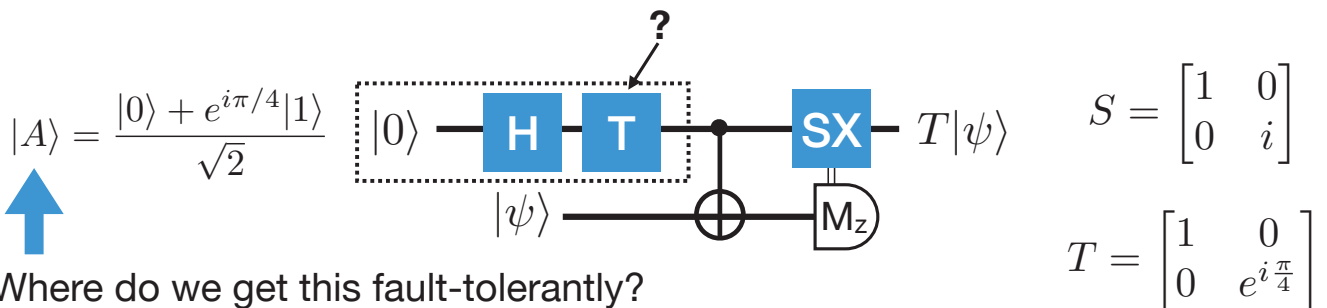 ?
|A⟩ = (|0⟩ + e^{iπ/4}|1⟩) / √2
|0⟩ H T SX T|ψ⟩
S = [1 0; 0 i]
|ψ⟩ M_z
T = [1 0; 0 e^{iπ/4}]
Where do we get this fault-tolerantly?